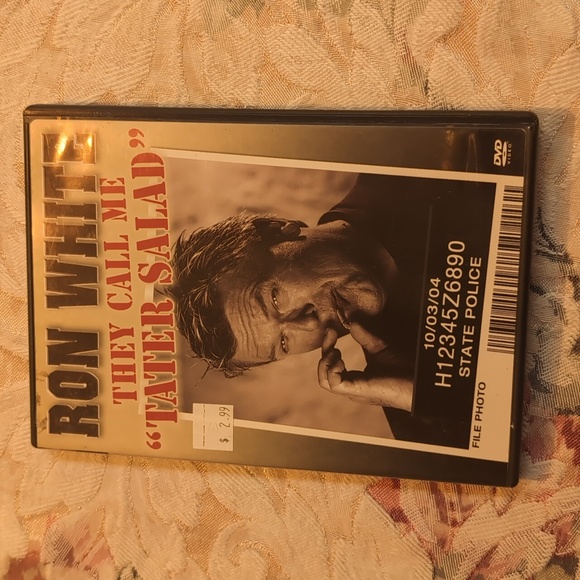 RON WHITE
THEY CALL ME
“TATER SALAD”
10/03/04
H12345Z6890
STATE POLICE
FILE PHOTO
$ 2.99
DVD
VIDEO